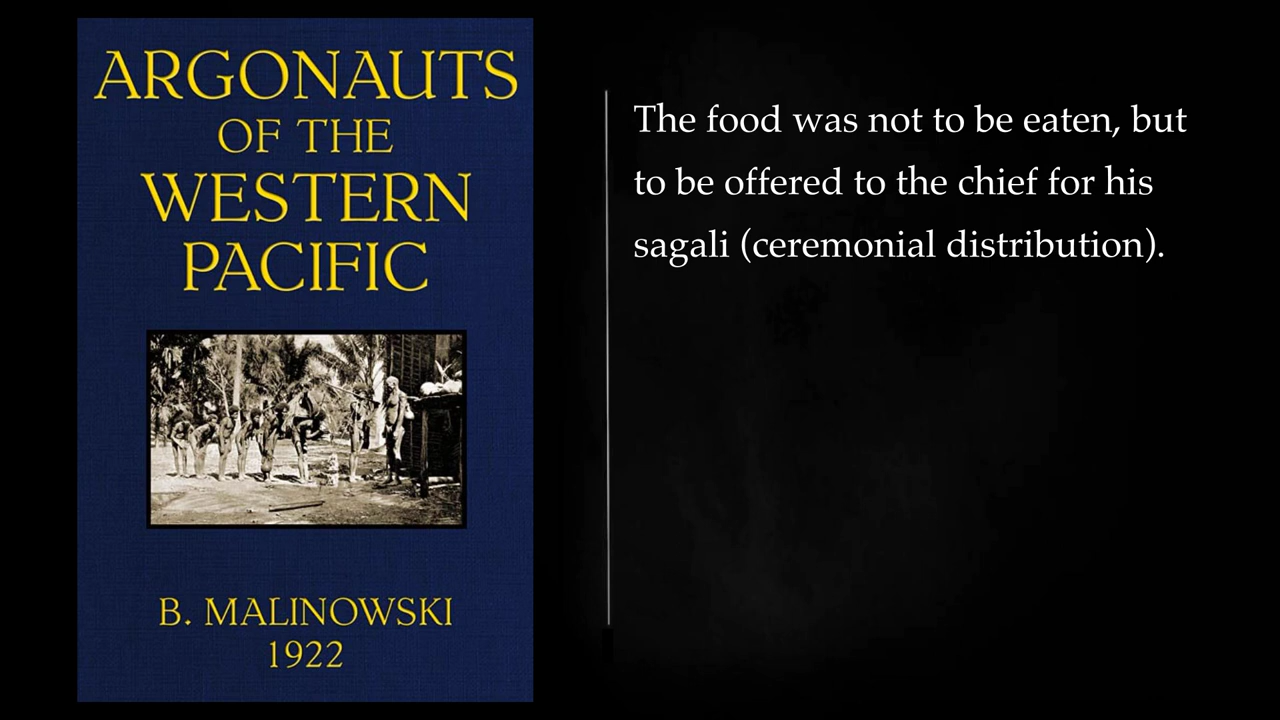 ARGONAUTS
OF THE
WESTERN
PACIFIC
B. MALINOWSKI
1922
The food was not to be eaten, but
to be offered to the chief for his
sagali (ceremonial distribution).